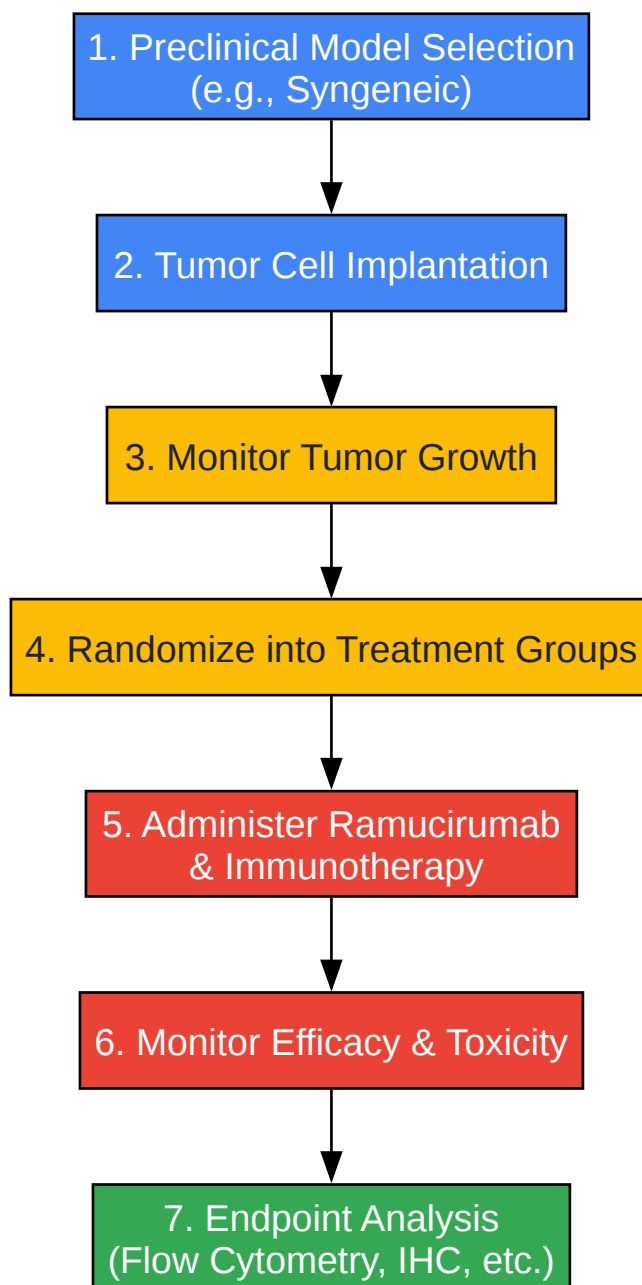 1. Preclinical Model Selection
(e.g., Syngeneic)
2. Tumor Cell Implantation
3. Monitor Tumor Growth
4. Randomize into Treatment Groups
5. Administer Ramucirumab
& Immunotherapy
6. Monitor Efficacy & Toxicity
7. Endpoint Analysis
(Flow Cytometry, IHC, etc.)